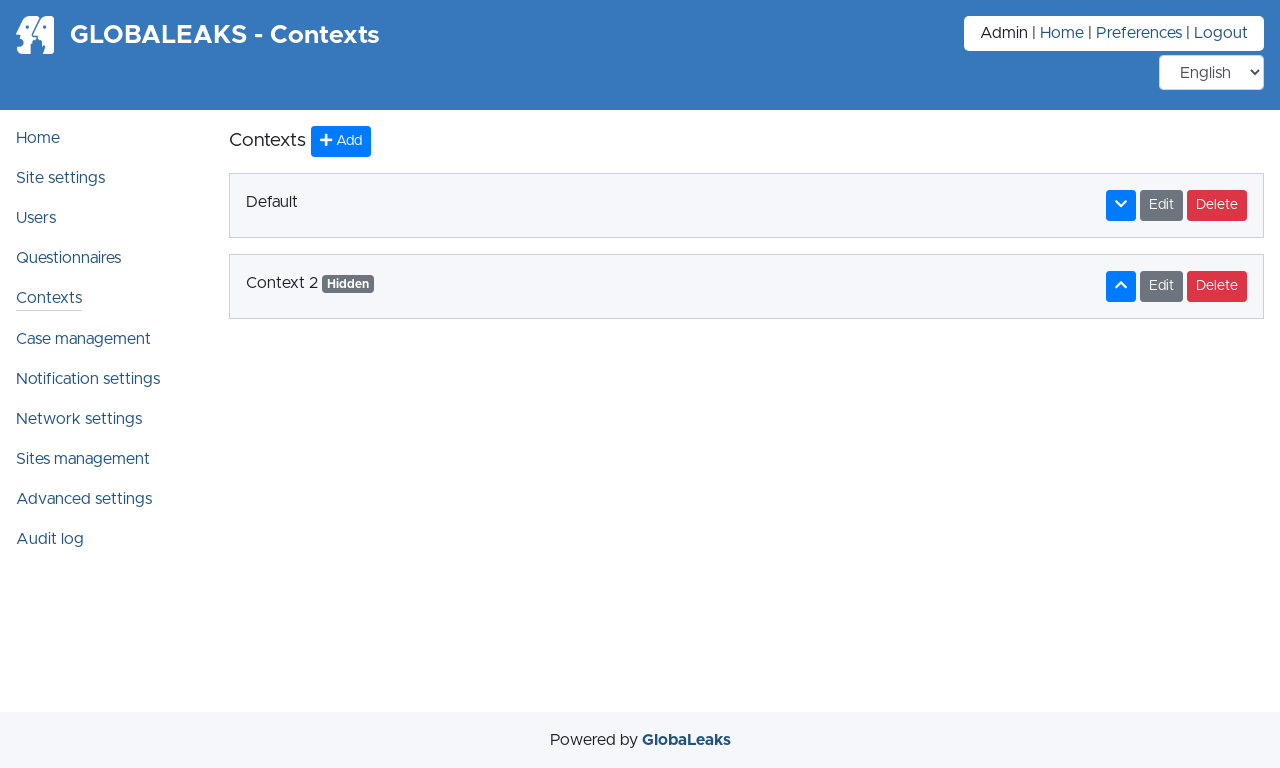 GLOBALEAKS - Contexts
Admin | Home | Preferences | Logout
English
Home
Site settings
Users
Questionnaires
Contexts
Case management
Notification settings
Network settings
Sites management
Advanced settings
Audit log
Contexts Add
Default Edit Delete
Context 2 Hidden Edit Delete
Powered by GlobaLeaks